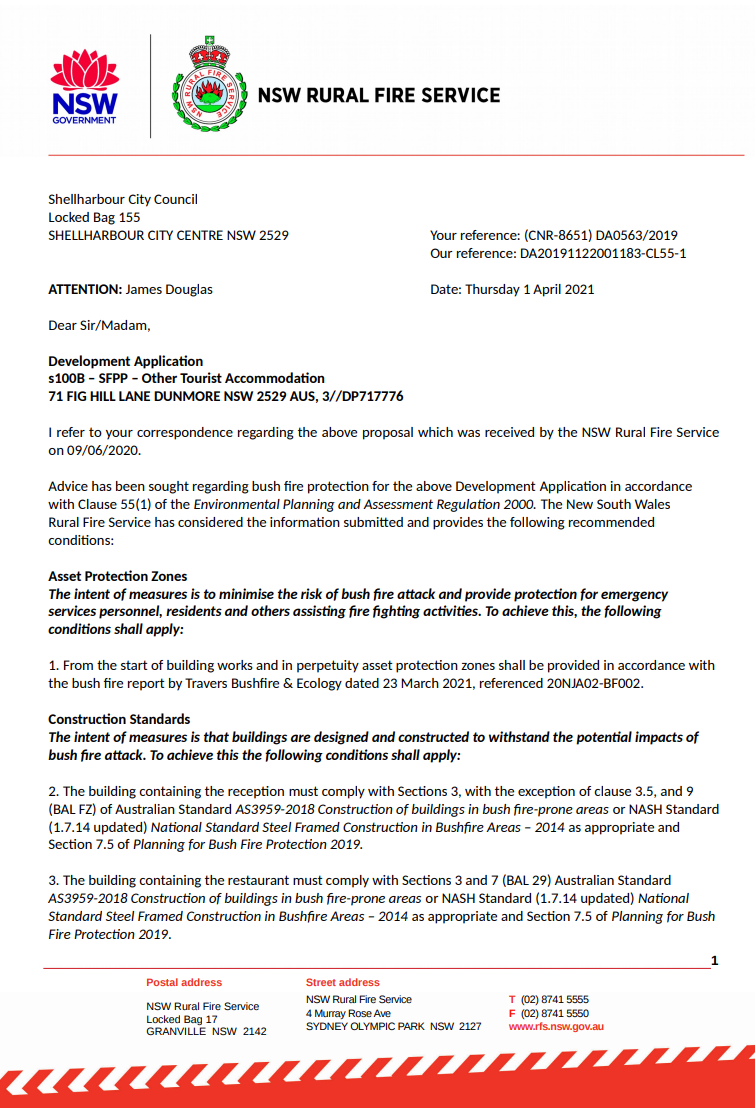 NSW
GOVERNMENT
NSW RURAL FIRE SERVICE
NSW RURAL FIRE SERVICE
Shellharbour City Council
Locked Bag 155
SHELLHARBOUR CITY CENTRE NSW 2529
Your reference: (CNR-8651) DA0563/2019
Our reference: DA20191122001183-CL55-1
ATTENTION: James Douglas
Date: Thursday 1 April 2021
Dear Sir/Madam,
Development Application
s100B – SFPP – Other Tourist Accommodation
71 FIG HILL LANE DUNMORE NSW 2529 AUS, 3//DP717776
I refer to your correspondence regarding the above proposal which was received by the NSW Rural Fire Service
on 09/06/2020.
Advice has been sought regarding bush fire protection for the above Development Application in accordance
with Clause 55(1) of the Environmental Planning and Assessment Regulation 2000. The New South Wales
Rural Fire Service has considered the information submitted and provides the following recommended
conditions:
Asset Protection Zones
The intent of measures is to minimise the risk of bush fire attack and provide protection for emergency
services personnel, residents and others assisting fire fighting activities. To achieve this, the following
conditions shall apply:
1. From the start of building works and in perpetuity asset protection zones shall be provided in accordance with
the bush fire report by Travers Bushfire & Ecology dated 23 March 2021, referenced 20NJA02-BF002.
Construction Standards
The intent of measures is that buildings are designed and constructed to withstand the potential impacts of
bush fire attack. To achieve this the following conditions shall apply:
2. The building containing the reception must comply with Sections 3, with the exception of clause 3.5, and 9
(BAL FZ) of Australian Standard AS3959-2018 Construction of buildings in bush fire-prone areas or NASH Standard
(1.7.14 updated) National Standard Steel Framed Construction in Bushfire Areas – 2014 as appropriate and
Section 7.5 of Planning for Bush Fire Protection 2019.
3. The building containing the restaurant must comply with Sections 3 and 7 (BAL 29) Australian Standard
AS3959-2018 Construction of buildings in bush fire-prone areas or NASH Standard (1.7.14 updated) National
Standard Steel Framed Construction in Bushfire Areas – 2014 as appropriate and Section 7.5 of Planning for Bush
Fire Protection 2019.
1
Postal address
NSW Rural Fire Service
Locked Bag 17
GRANVILLE NSW 2142
Street address
NSW Rural Fire Service
4 Murray Rose Ave
SYDNEY OLYMPIC PARK NSW 2127
T (02) 8741 5555
F (02) 8741 5550
www.rfs.nsw.gov.au